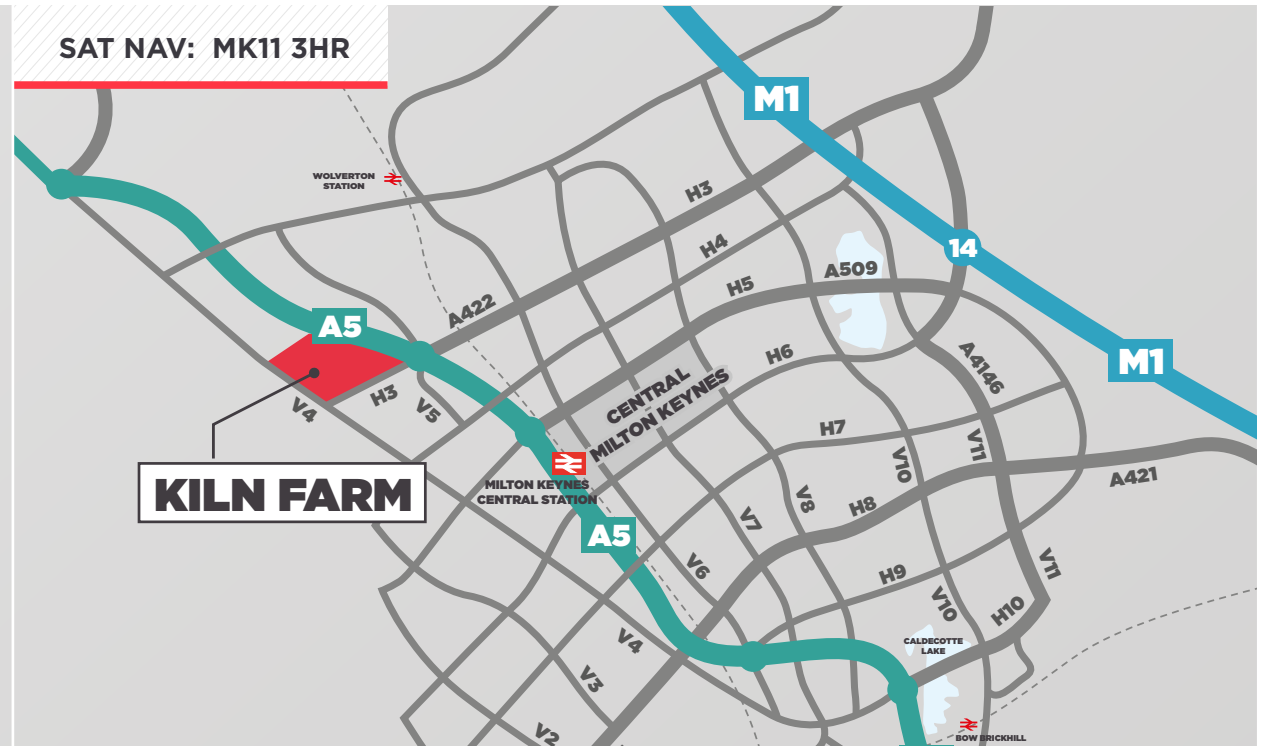 SAT NAV: MK11 3HR
M1
WOLVERTON
STATION
H3
H4
14
A509
H5
A422
A5
H6
A4146
M1
CENTRAL
MILTON KEYNES
H3
V4
V5
H7
V11
V10
A421
KILN FARM
MILTON KEYNES
CENTRAL STATION
V8
H8
V7
A5
V6
V11
H9
V10
H10
V4
CALDECOTTE
LAKE
V3
V2
BOW BRICKHILL